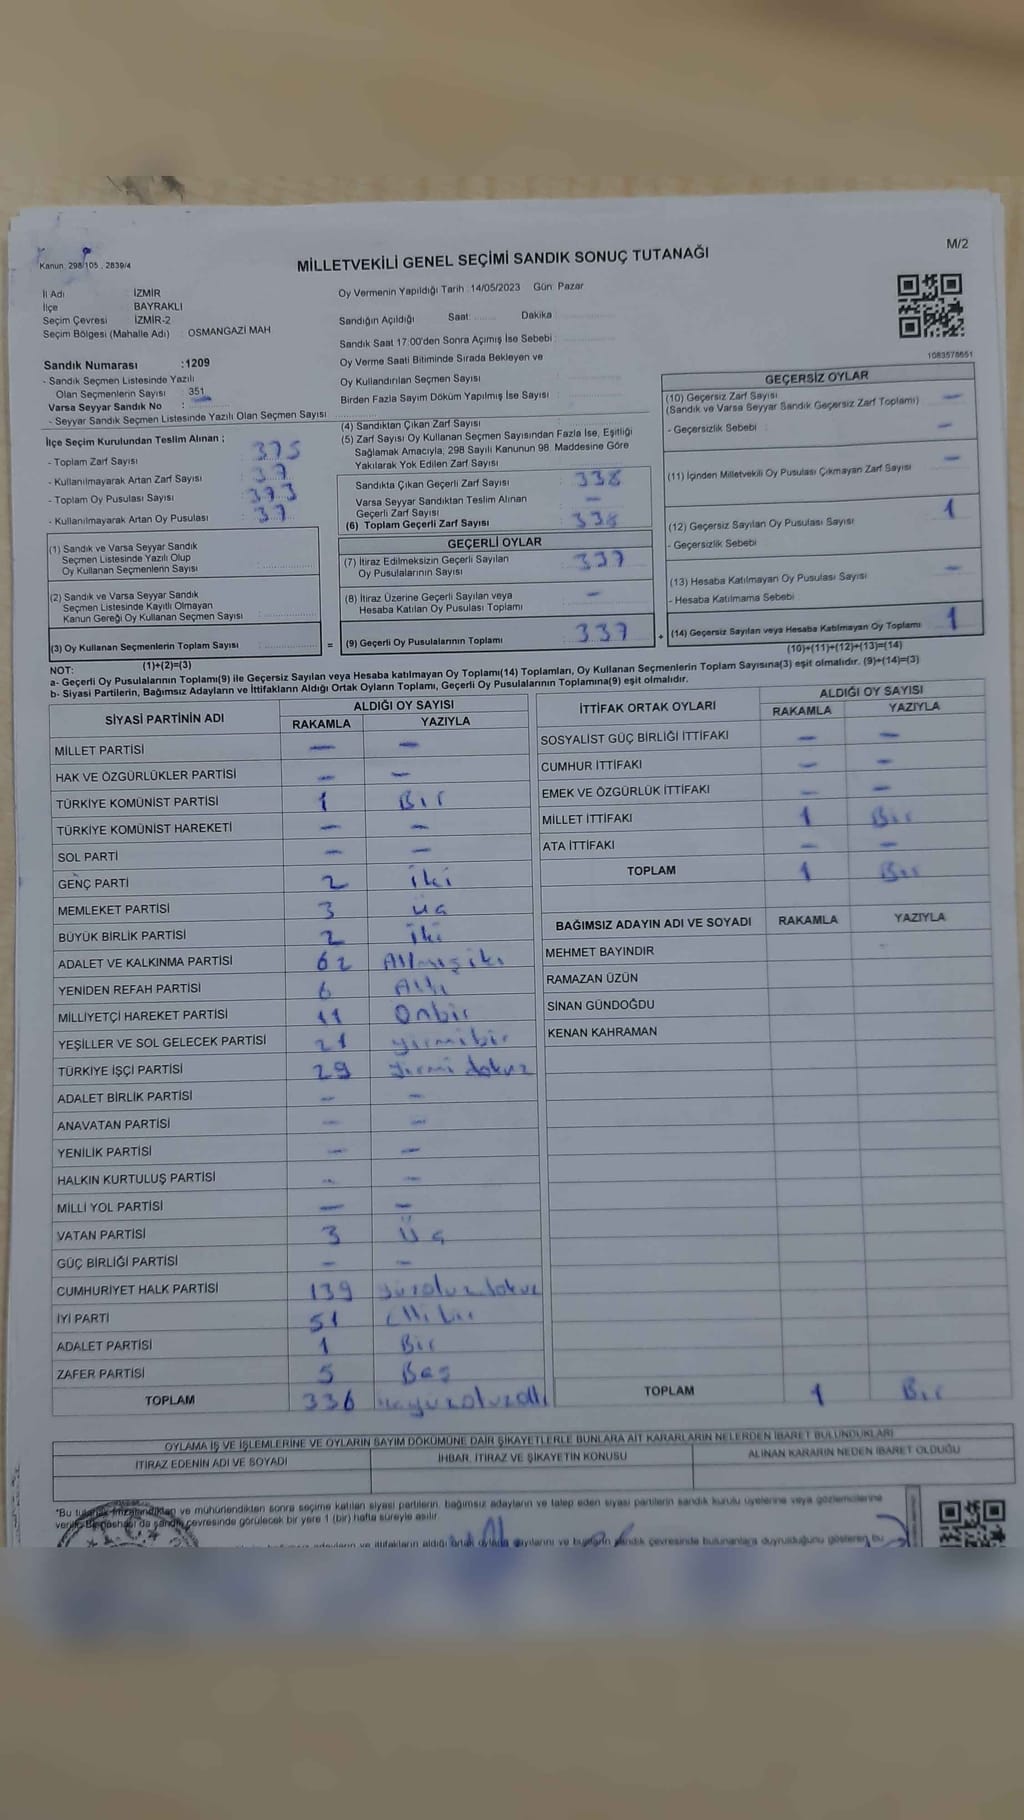 M/2
Kanun: 298/105 , 2839/4
MİLLETVEKİLİ GENEL SEÇİMİ SANDIK SONUÇ TUTANAĞI
İl Adı İZMİR
İlçe BAYRAKLI
Seçim Çevresi İZMİR-2
Seçim Bölgesi (Mahalle Adı) : OSMANGAZİ MAH
Sandık Numarası :1209
- Sandık Seçmen Listesinde Yazılı
Olan Seçmenlerin Sayısı : 351
Varsa Seyyar Sandık No :
- Seyyar Sandık Seçmen Listesinde Yazılı Olan Seçmen Sayısı
İlçe Seçim Kurulundan Teslim Alınan ;
- Toplam Zarf Sayısı : 375
- Kullanılmayarak Artan Zarf Sayısı : 37
- Toplam Oy Pusulası Sayısı : 373
- Kullanılmayarak Artan Oy Pusulası : 37
(1) Sandık ve Varsa Seyyar Sandık
Seçmen Listesinde Yazılı Olup
Oy Kullanan Seçmenlerin Sayısı
(2) Sandık ve Varsa Seyyar Sandık
Seçmen Listesinde Kayıtlı Olmayan
Kanun Gereği Oy Kullanan Seçmen Sayısı
(3) Oy Kullanan Seçmenlerin Toplam Sayısı =
Oy Vermenin Yapıldığı Tarih :14/05/2023 Gün: Pazar
Sandığın Açıldığı Saat: Dakika
Sandık Saat 17:00'den Sonra Açımış İse Sebebi :
Oy Verme Saati Bitiminde Sırada Bekleyen ve
Oy Kullandırılan Seçmen Sayısı :
Birden Fazla Sayım Döküm Yapılmış İse Sayısı :
(4) Sandıktan Çıkan Zarf Sayısı :
(5) Zarf Sayısı Oy Kullanan Seçmen Sayısından Fazla İse, Eşitliği
Sağlamak Amacıyla, 298 Sayılı Kanunun 98. Maddesine Göre
Yakılarak Yok Edilen Zarf Sayısı :
Sandıkta Çıkan Geçerli Zarf Sayısı : 338
Varsa Seyyar Sandıktan Teslim Alınan
Geçerli Zarf Sayısı : –
(6) Toplam Geçerli Zarf Sayısı : 338
GEÇERLİ OYLAR
(7) İtiraz Edilmeksizin Geçerli Sayılan
Oy Pusulalarının Sayısı : 337
(8) İtiraz Üzerine Geçerli Sayılan veya
Hesaba Katılan Oy Pusulası Toplamı : –
(9) Geçerli Oy Pusulalarının Toplamı : 337 +
1083578651
GEÇERSİZ OYLAR
(10) Geçersiz Zarf Sayısı –
(Sandık ve Varsa Seyyar Sandık Geçersiz Zarf Toplamı)
- Geçersizlik Sebebi : –
(11) İçinden Milletvekili Oy Pusulası Çıkmayan Zarf Sayısı –
(12) Geçersiz Sayılan Oy Pusulası Sayısı 1
- Geçersizlik Sebebi
(13) Hesaba Katılmayan Oy Pusulası Sayısı –
- Hesaba Katılmama Sebebi
(14) Geçersiz Sayılan veya Hesaba Katılmayan Oy Toplamı 1
(10)+(11)+(12)+(13)=(14)
NOT: (1)+(2)=(3)
a- Geçerli Oy Pusulalarının Toplamı(9) ile Geçersiz Sayılan veya Hesaba katılmayan Oy Toplamı(14) Toplamları, Oy Kullanan Seçmenlerin Toplam Sayısına(3) eşit olmalıdır. (9)+(14)=(3)
b- Siyasi Partilerin, Bağımsız Adayların ve İttifakların Aldığı Ortak Oyların Toplamı, Geçerli Oy Pusulalarının Toplamına(9) eşit olmalıdır.
SİYASİ PARTİNİN ADI ALDIĞI OY SAYISI
RAKAMLA YAZIYLA
MİLLET PARTİSİ – –
HAK VE ÖZGÜRLÜKLER PARTİSİ – –
TÜRKİYE KOMÜNİST PARTİSİ 1 Bir
TÜRKİYE KOMÜNİST HAREKETİ – –
SOL PARTİ – –
GENÇ PARTİ 2 iki
MEMLEKET PARTİSİ 3 üç
BÜYÜK BİRLİK PARTİSİ 2 iki
ADALET VE KALKINMA PARTİSİ 62 Altmışiki
YENİDEN REFAH PARTİSİ 6 Altı
MİLLİYETÇİ HAREKET PARTİSİ 11 Onbir
YEŞİLLER VE SOL GELECEK PARTİSİ 21 yirmibir
TÜRKİYE İŞÇİ PARTİSİ 29 yirmi dokuz
ADALET BİRLİK PARTİSİ – –
ANAVATAN PARTİSİ – –
YENİLİK PARTİSİ – –
HALKIN KURTULUŞ PARTİSİ – –
MİLLİ YOL PARTİSİ – –
VATAN PARTİSİ 3 Üç
GÜÇ BİRLİĞİ PARTİSİ – –
CUMHURİYET HALK PARTİSİ 139 yüzotuzdokuz
İYİ PARTİ 51 ellibir
ADALET PARTİSİ 1 Bir
ZAFER PARTİSİ 5 Beş
TOPLAM 336
İTTİFAK ORTAK OYLARI ALDIĞI OY SAYISI
RAKAMLA YAZIYLA
SOSYALİST GÜÇ BİRLİĞİ İTTİFAKI – –
CUMHUR İTTİFAKI – –
EMEK VE ÖZGÜRLÜK İTTİFAKI – –
MİLLET İTTİFAKI 1 Bir
ATA İTTİFAKI – –
TOPLAM 1 Bir
BAĞIMSIZ ADAYIN ADI VE SOYADI RAKAMLA YAZIYLA
MEHMET BAYINDIR
RAMAZAN ÜZÜN
SİNAN GÜNDOĞDU
KENAN KAHRAMAN
TOPLAM 1 Bir
OYLAMA İŞ VE İŞLEMLERİNE VE OYLARIN SAYIM DÖKÜMÜNE DAİR ŞİKAYETLERLE BUNLARA AİT KARARLARIN NELERDEN İBARET BULUNDUKLARI
İTİRAZ EDENİN ADI VE SOYADI İHBAR, İTİRAZ VE ŞİKAYETİN KONUSU ALINAN KARARIN NEDEN İBARET OLDUĞU
*Bu tutanak imzalandıktan ve mühürlendikten sonra seçime katılan siyasi partilerin, bağımsız adayların ve talep eden siyasi partilerin sandık kurulu üyelerine veya gözlemcilerine
verilir. Bir nüshası da sandık çevresinde görülecek bir yere 1 (bir) hafta süreyle asılır.
adayların ve ittifakların aldığı ortak oyların sayılarını ve bunların sandık çevresinde bulunanlara duyrulduğunu gösteren bu